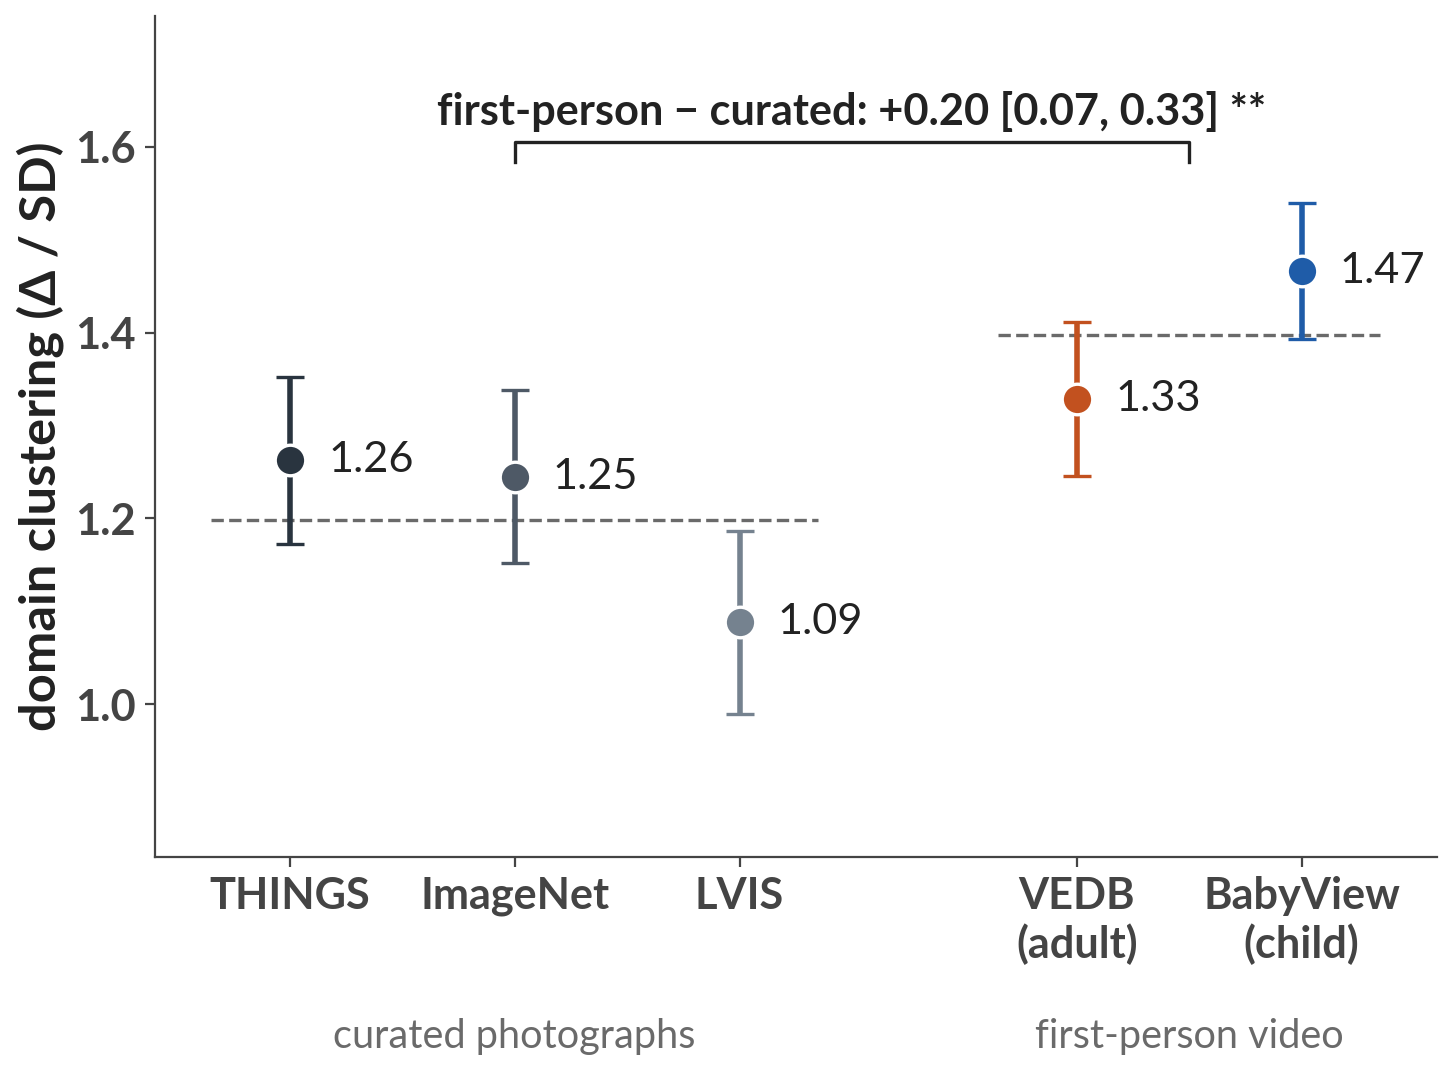 first-person − curated: +0.20 [0.07, 0.33] **
domain clustering (Δ / SD)
1.6
1.4
1.2
1.0
1.26
1.25
1.09
1.33
1.47
THINGS
ImageNet
LVIS
VEDB
(adult)
BabyView
(child)
curated photographs
first-person video